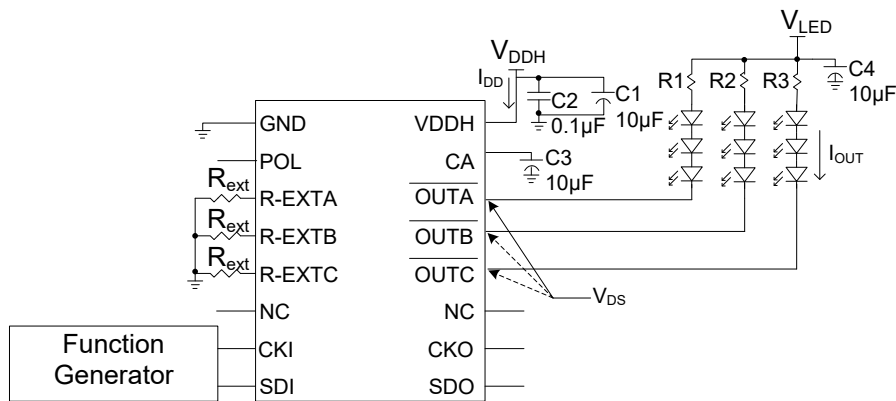 V_LED
V_DDH
I_DD
C4
10µF
R1 R2 R3
C2
0.1µF
C1
10µF
GND VDDH
POL CA
C3
10µF
I_OUT
R_ext
R-EXTA OUTA
R_ext
R-EXTB OUTB
R_ext
R-EXTC OUTC
V_DS
NC NC
Function
Generator
CKI CKO
SDI SDO